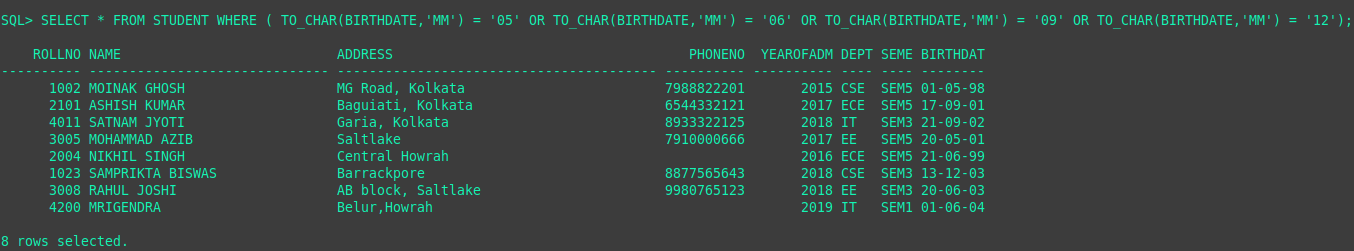 SQL> SELECT * FROM STUDENT WHERE ( TO_CHAR(BIRTHDATE,'MM') = '05' OR TO_CHAR(BIRTHDATE,'MM') = '06' OR TO_CHAR(BIRTHDATE,'MM') = '09' OR TO_CHAR(BIRTHDATE,'MM') = '12');
    ROLLNO NAME                           ADDRESS                                     PHONENO  YEAROFADM DEPT SEME BIRTHDAT
---------- ------------------------------ ---------------------------------------- ---------- ---------- ---- ---- --------
      1002 MOINAK GHOSH                   MG Road, Kolkata                         7988822201       2015 CSE  SEM5 01-05-98
      2101 ASHISH KUMAR                   Baguiati, Kolkata                        6544332121       2017 ECE  SEM5 17-09-01
      4011 SATNAM JYOTI                   Garia, Kolkata                           8933322125       2018 IT   SEM3 21-09-02
      3005 MOHAMMAD AZIB                  Saltlake                                 7910000666       2017 EE   SEM5 20-05-01
      2004 NIKHIL SINGH                   Central Howrah                                            2016 ECE  SEM5 21-06-99
      1023 SAMPRIKTA BISWAS               Barrackpore                              8877565643       2018 CSE  SEM3 13-12-03
      3008 RAHUL JOSHI                    AB block, Saltlake                       9980765123       2018 EE   SEM3 20-06-03
      4200 MRIGENDRA                      Belur,Howrah                                              2019 IT   SEM1 01-06-04
8 rows selected.